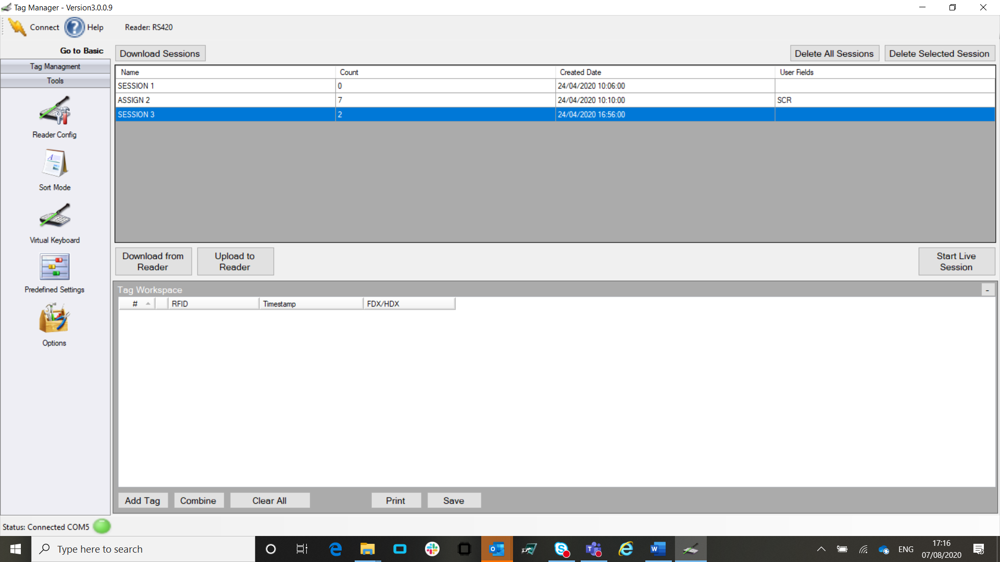 Tag Manager - Version3.0.0.9
Connect Help Reader: RS420
Go to Basic
Download Sessions Delete All Sessions Delete Selected Session
Tag Managment
Tools
Reader Config
Sort Mode
Virtual Keyboard
Predefined Settings
Options
Name Count Created Date User Fields
SESSION 1 0 24/04/2020 10:06:00
ASSIGN 2 7 24/04/2020 10:10:00 SCR
SESSION 3 2 24/04/2020 16:56:00
Download from
Reader
Upload to
Reader
Start Live
Session
Tag Workspace -
# RFID Timestamp FDX/HDX
Add Tag Combine Clear All Print Save
Status: Connected COM5
Type here to search
ENG
17:16
07/08/2020